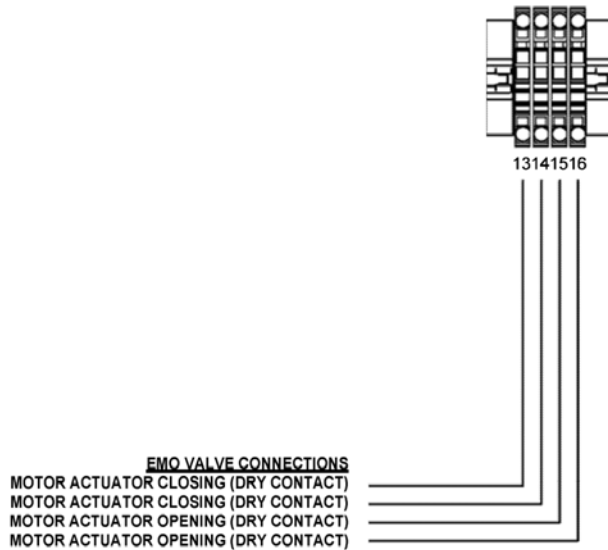 13141516
EMO VALVE CONNECTIONS
MOTOR ACTUATOR CLOSING (DRY CONTACT)
MOTOR ACTUATOR CLOSING (DRY CONTACT)
MOTOR ACTUATOR OPENING (DRY CONTACT)
MOTOR ACTUATOR OPENING (DRY CONTACT)